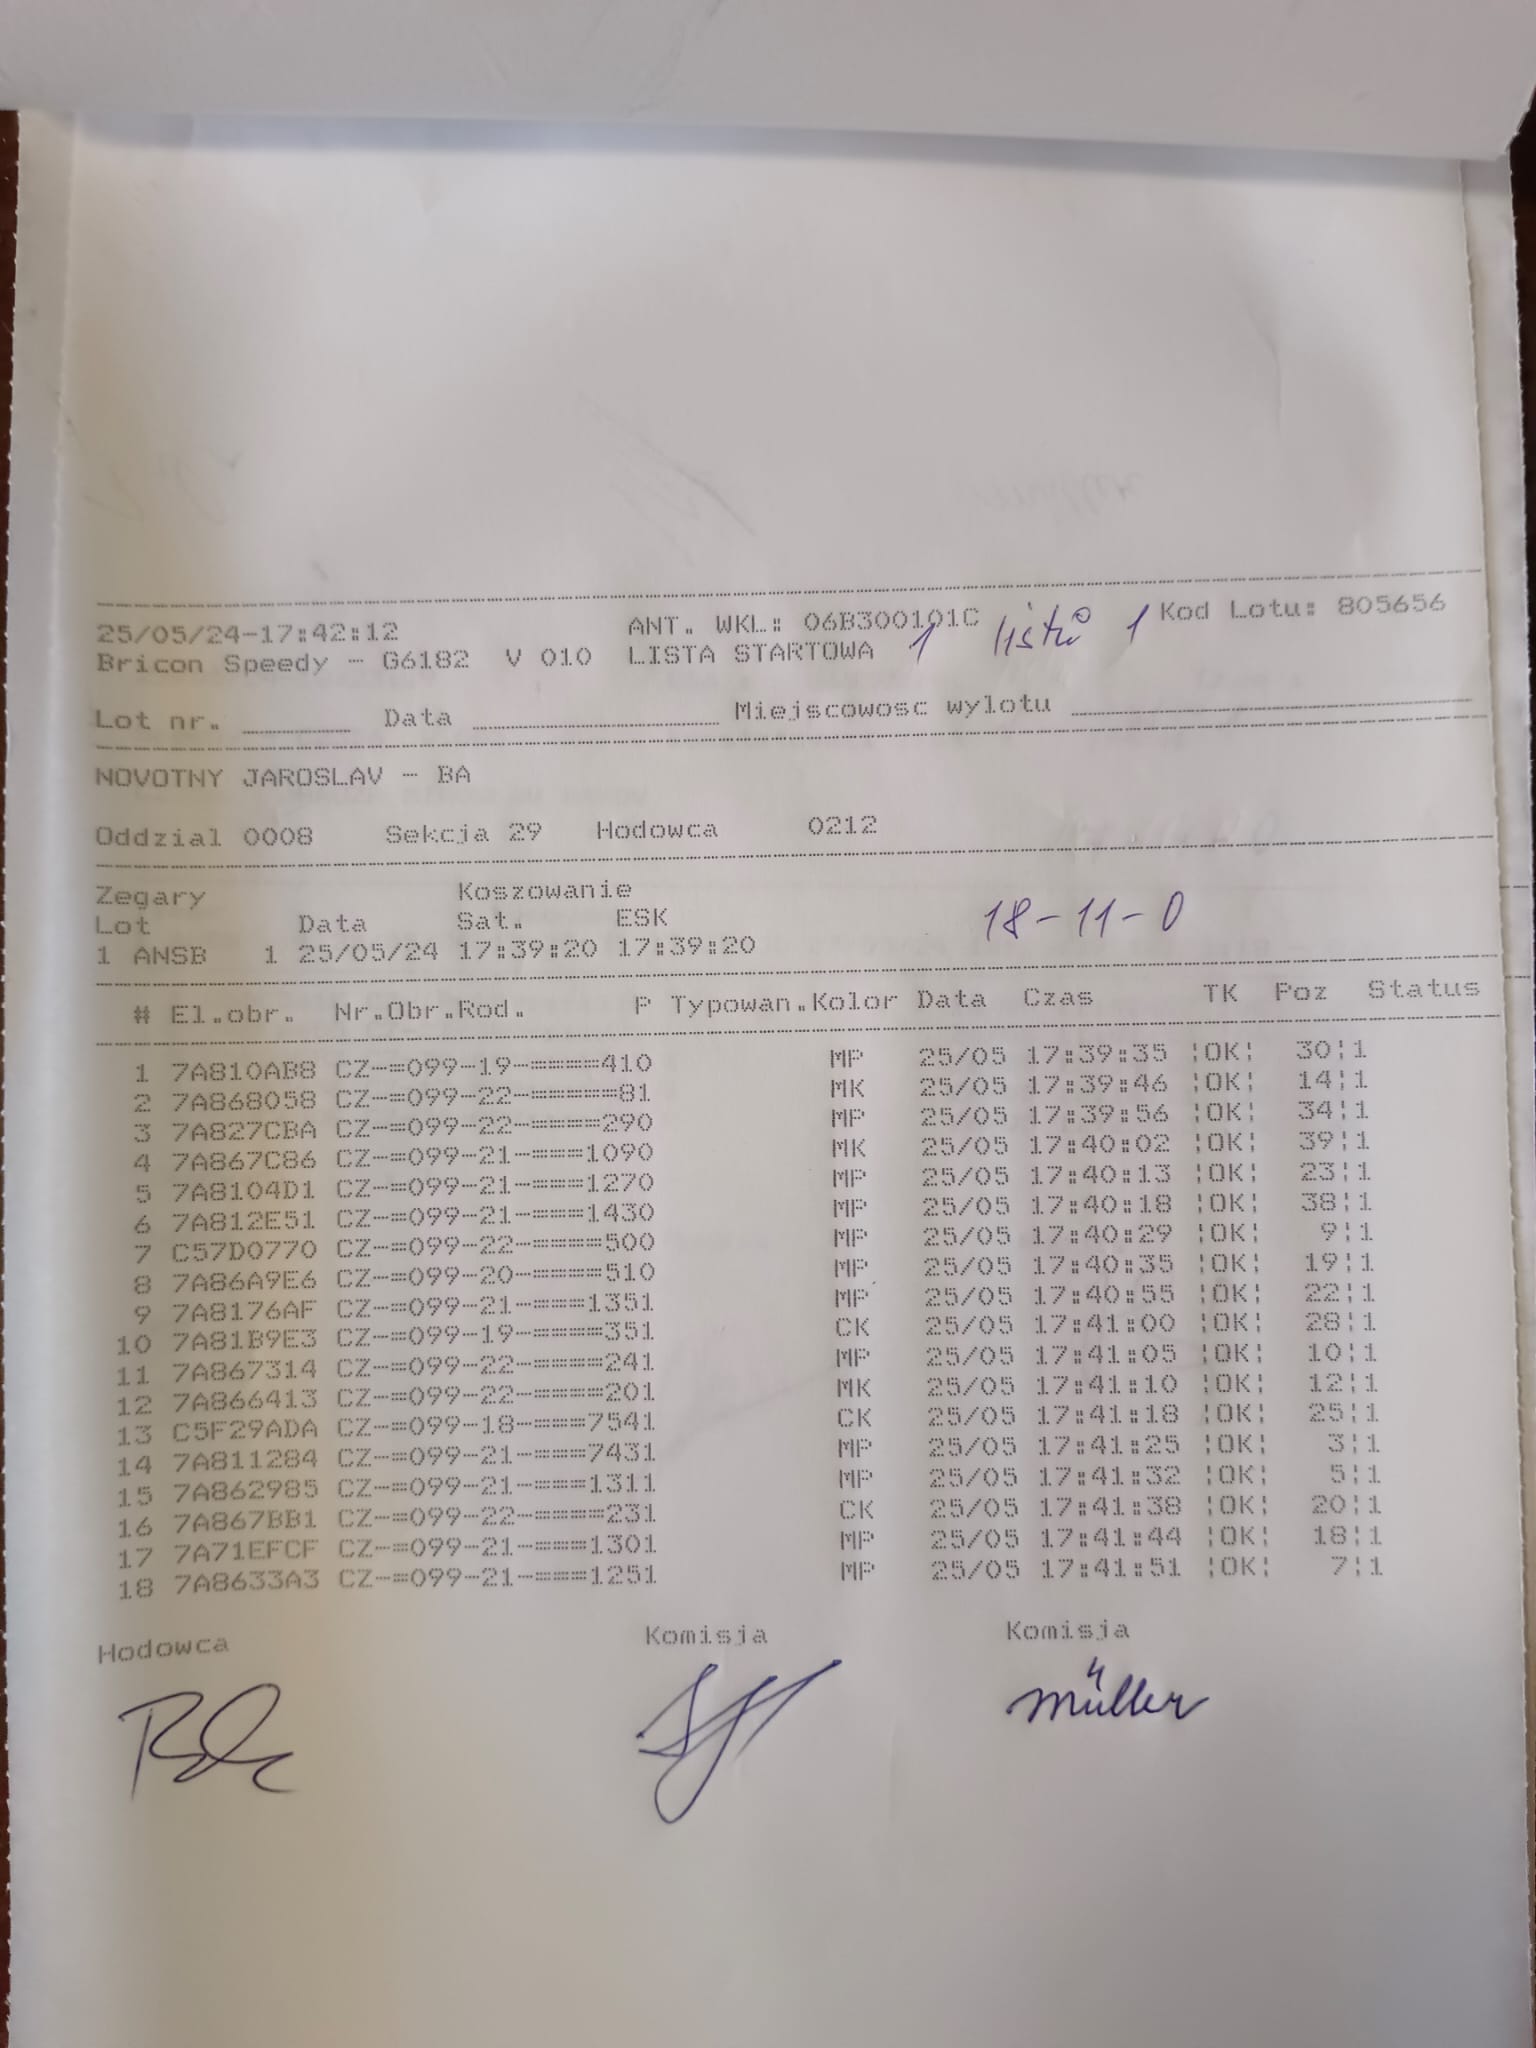 25/05/24-17:42:12 ANT. WKL: 06B300101C Kod Lotu: 805656
Bricon Speedy - G6182 V 010 LISTA STARTOWA 1 listů 1
Lot nr. Data Miejscowosc wylotu
NOVOTNY JAROSLAV - BA
Oddzial 0008 Sekcja 29 Hodowca 0212
Zegary Koszowanie
Lot Data Sat. ESK 18-11-0
1 ANSB 1 25/05/24 17:39:20 17:39:20
# El.obr. Nr.Obr.Rod. P Typowan.Kolor Data Czas TK Poz Status
1 7A810AB8 CZ-=099-19-=====410 MP 25/05 17:39:35 ¦OK¦ 30¦1
2 7A868058 CZ-=099-22-======81 MK 25/05 17:39:46 ¦OK¦ 14¦1
3 7A827CBA CZ-=099-22-=====290 MP 25/05 17:39:56 ¦OK¦ 34¦1
4 7A867C86 CZ-=099-21-====1090 MK 25/05 17:40:02 ¦OK¦ 39¦1
5 7A8104D1 CZ-=099-21-====1270 MP 25/05 17:40:13 ¦OK¦ 23¦1
6 7A812E51 CZ-=099-21-====1430 MP 25/05 17:40:18 ¦OK¦ 38¦1
7 C57D0770 CZ-=099-22-=====500 MP 25/05 17:40:29 ¦OK¦ 9¦1
8 7A86A9E6 CZ-=099-20-=====510 MP 25/05 17:40:35 ¦OK¦ 19¦1
9 7A8176AF CZ-=099-21-====1351 MP 25/05 17:40:55 ¦OK¦ 22¦1
10 7A81B9E3 CZ-=099-19-=====351 CK 25/05 17:41:00 ¦OK¦ 28¦1
11 7A867314 CZ-=099-22-=====241 MP 25/05 17:41:05 ¦OK¦ 10¦1
12 7A866413 CZ-=099-22-=====201 MK 25/05 17:41:10 ¦OK¦ 12¦1
13 C5F29ADA CZ-=099-18-====7541 CK 25/05 17:41:18 ¦OK¦ 25¦1
14 7A811284 CZ-=099-21-====7431 MP 25/05 17:41:25 ¦OK¦ 3¦1
15 7A862985 CZ-=099-21-====1311 MP 25/05 17:41:32 ¦OK¦ 5¦1
16 7A867BB1 CZ-=099-22-=====231 CK 25/05 17:41:38 ¦OK¦ 20¦1
17 7A71EFCF CZ-=099-21-====1301 MP 25/05 17:41:44 ¦OK¦ 18¦1
18 7A8633A3 CZ-=099-21-====1251 MP 25/05 17:41:51 ¦OK¦ 7¦1
Hodowca Komisja Komisja
Müller